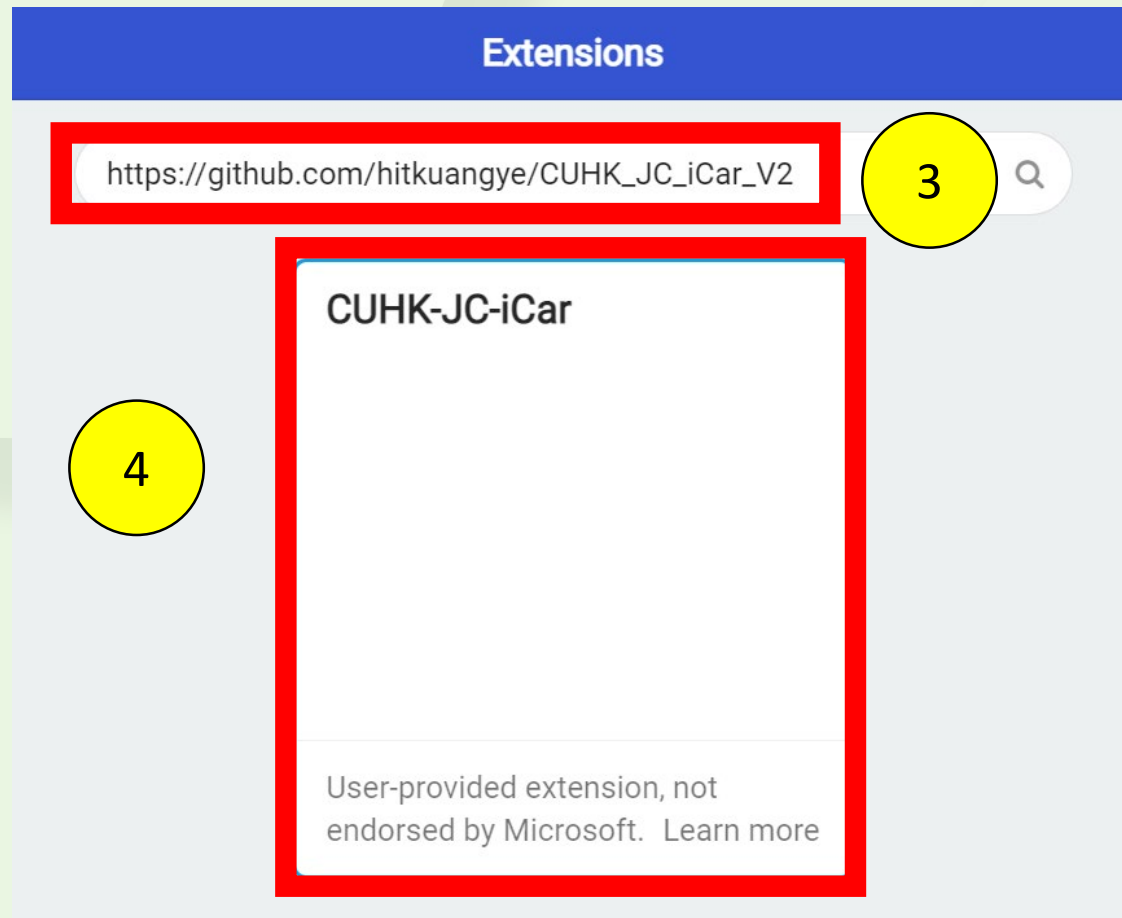 Extensions
https://github.com/hitkuangye/CUHK_JC_iCar_V2
3
CUHK-JC-iCar
4
User-provided extension, not
endorsed by Microsoft. Learn more